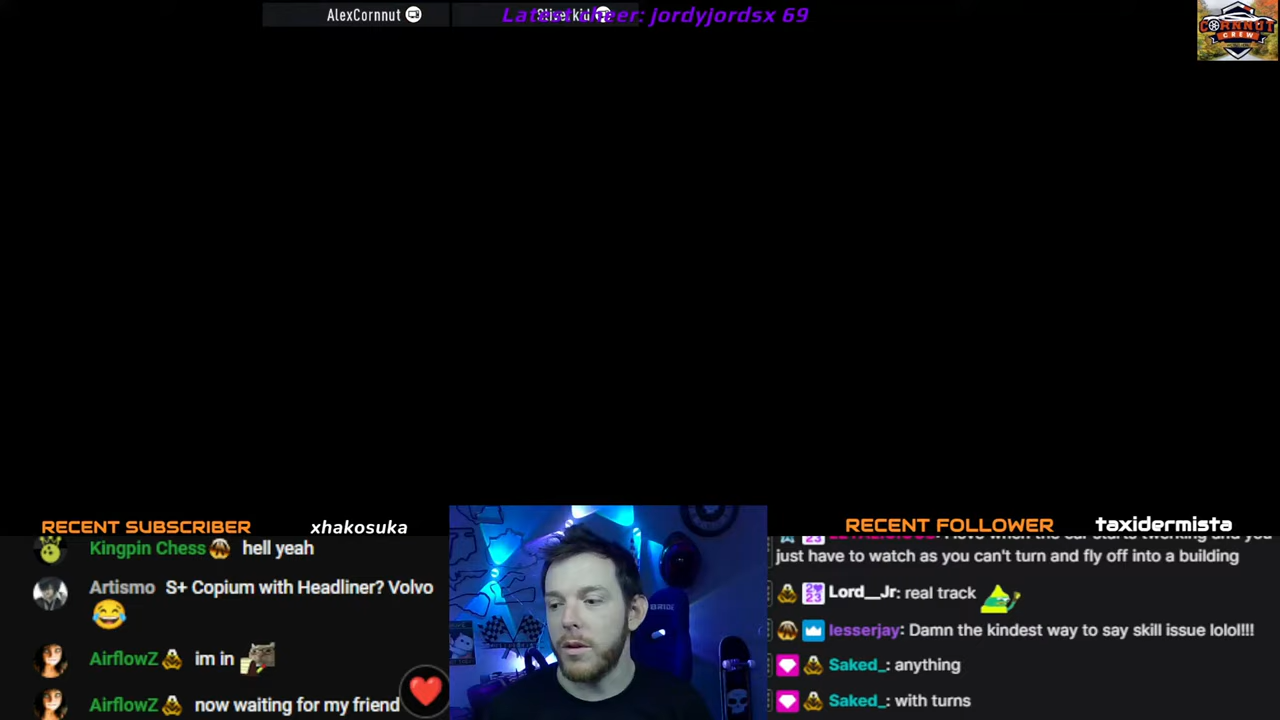 AlexCornnut
Latest cheer: jordyjordsx 69
CORNNUT
CREW
RECENT SUBSCRIBER xhakosuka
Kingpin Chess hell yeah
Artismo S+ Copium with Headliner? Volvo
AirflowZ im in
AirflowZ now waiting for my friend
BRIDE
RECENT FOLLOWER taxidermista
just have to watch as you can't turn and fly off into a building
Lord__Jr: real track
lesserjay: Damn the kindest way to say skill issue lolol!!!
Saked_: anything
Saked_: with turns